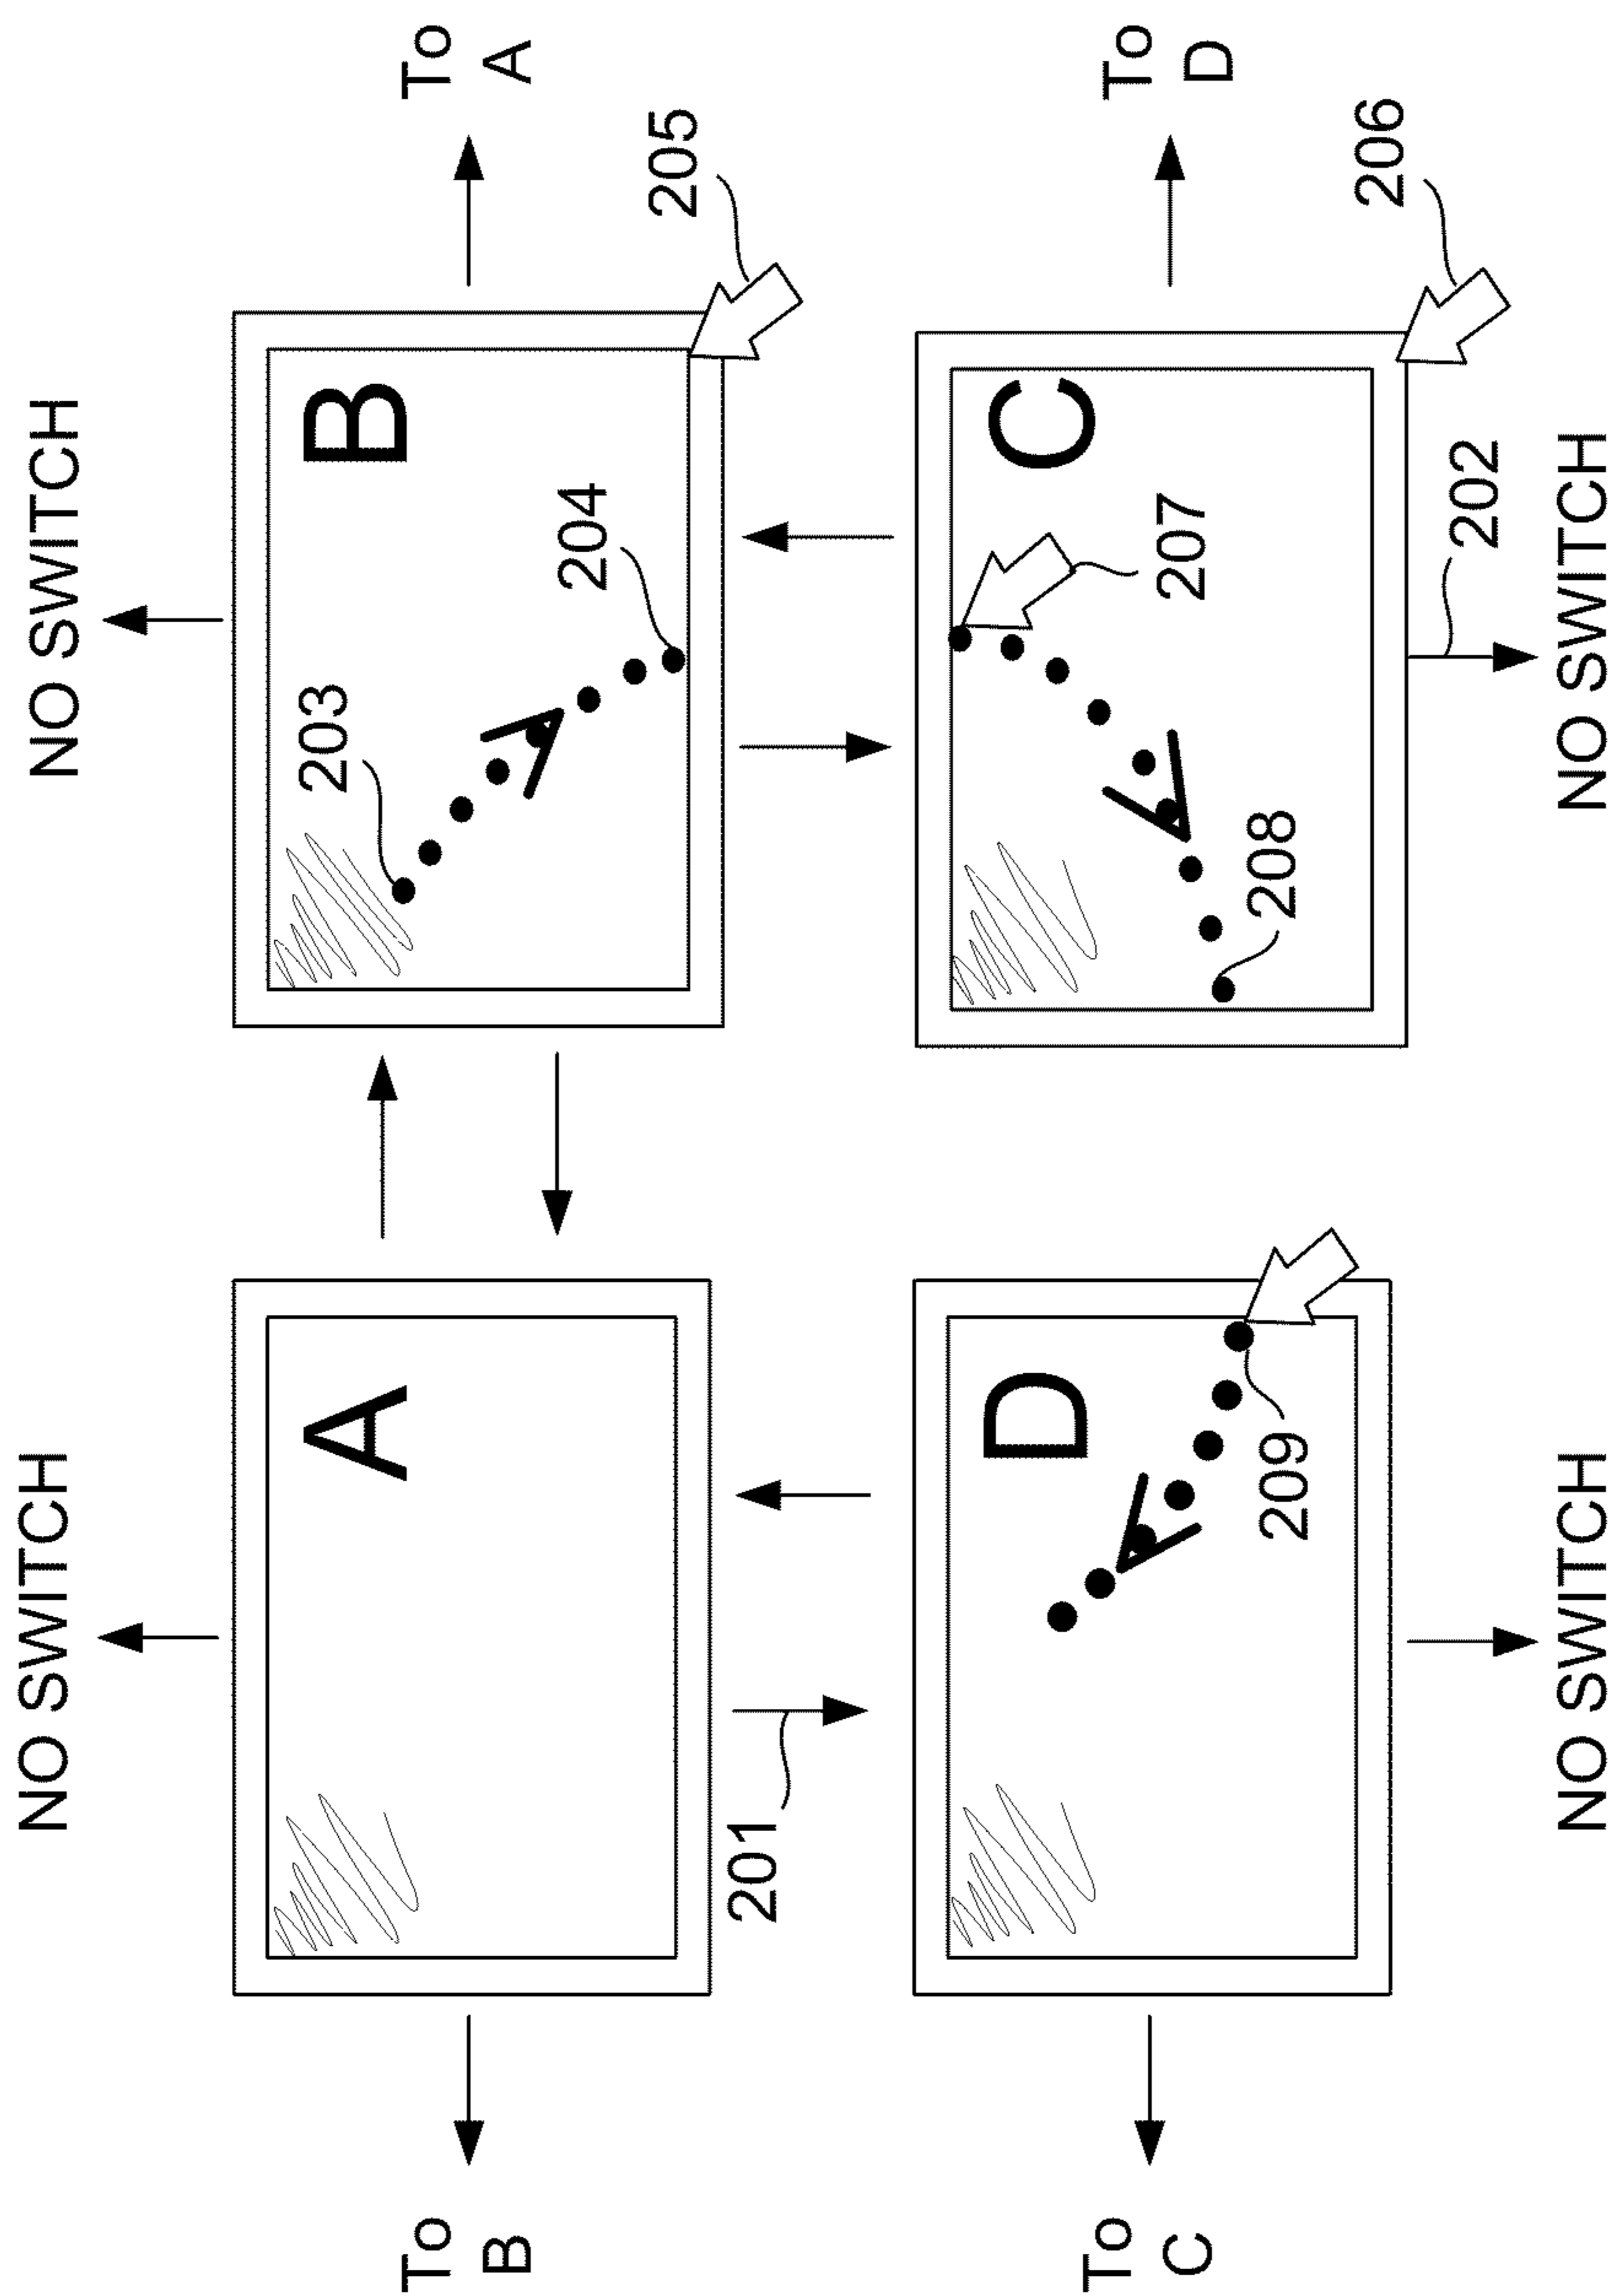 NO SWITCH
NO SWITCH
A
203
B
To
B
To
A
204
205
201
D
C
To
C
To
D
207
209
208
206
202
NO SWITCH
NO SWITCH